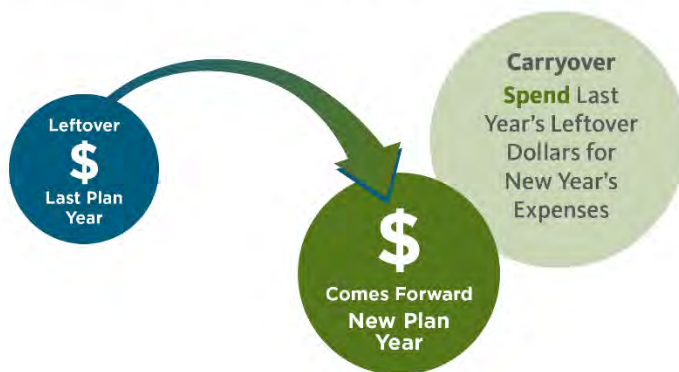 Leftover
$
Last Plan
Year
$
Comes Forward
New Plan
Year
Carryover
Spend Last
Year's Leftover
Dollars for
New Year's
Expenses